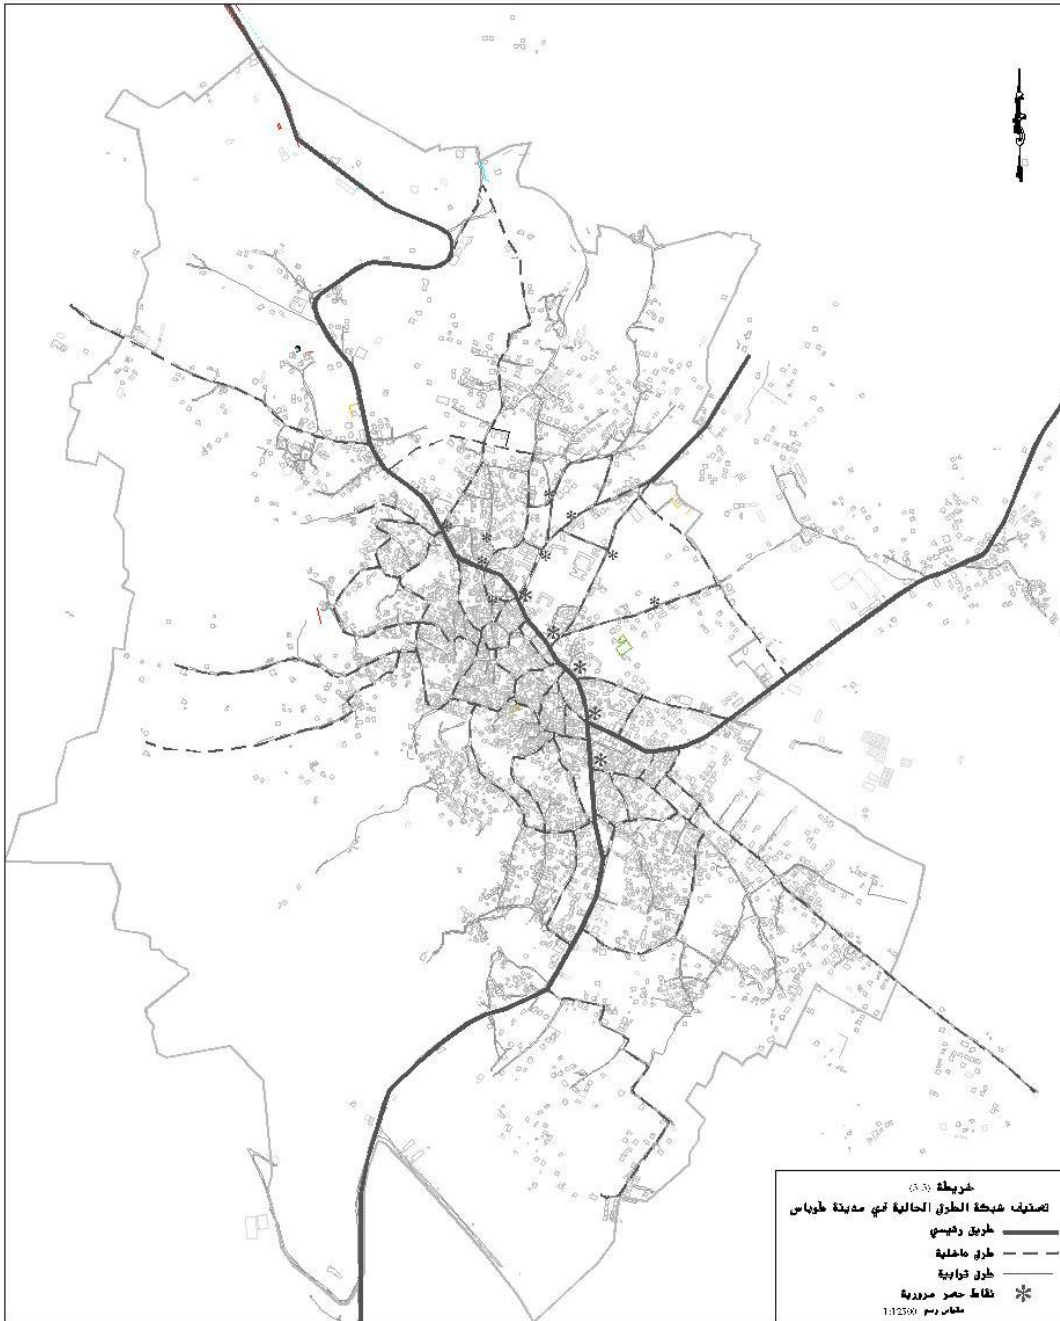 خريطة (3.3)
تصنيف شبكة الطرق الحالية في مدينة طوباس
طريق رئيسي
طرق داخلية
طرق ترابية
نقاط حصر مرورية
مقياس رسم 1:12500